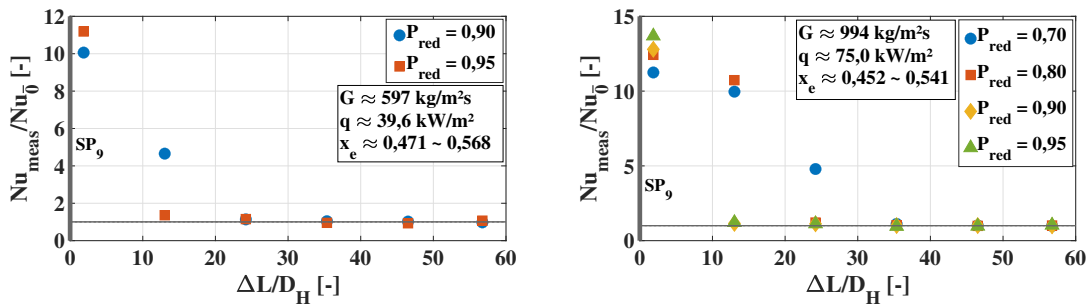 12
10
8
6
4
2
0
Nu_meas/Nu_0̅ [-]
P_red = 0,90
P_red = 0,95
G ≈ 597 kg/m²s
q ≈ 39,6 kW/m²
x_e ≈ 0,471 ~ 0,568
SP_9
0 10 20 30 40 50 60
ΔL/D_H [-]
15
10
5
0
Nu_meas/Nu_0̅ [-]
G ≈ 994 kg/m²s
q ≈ 75,0 kW/m²
x_e ≈ 0,452 ~ 0,541
P_red = 0,70
P_red = 0,80
P_red = 0,90
P_red = 0,95
SP_9
0 10 20 30 40 50 60
ΔL/D_H [-]